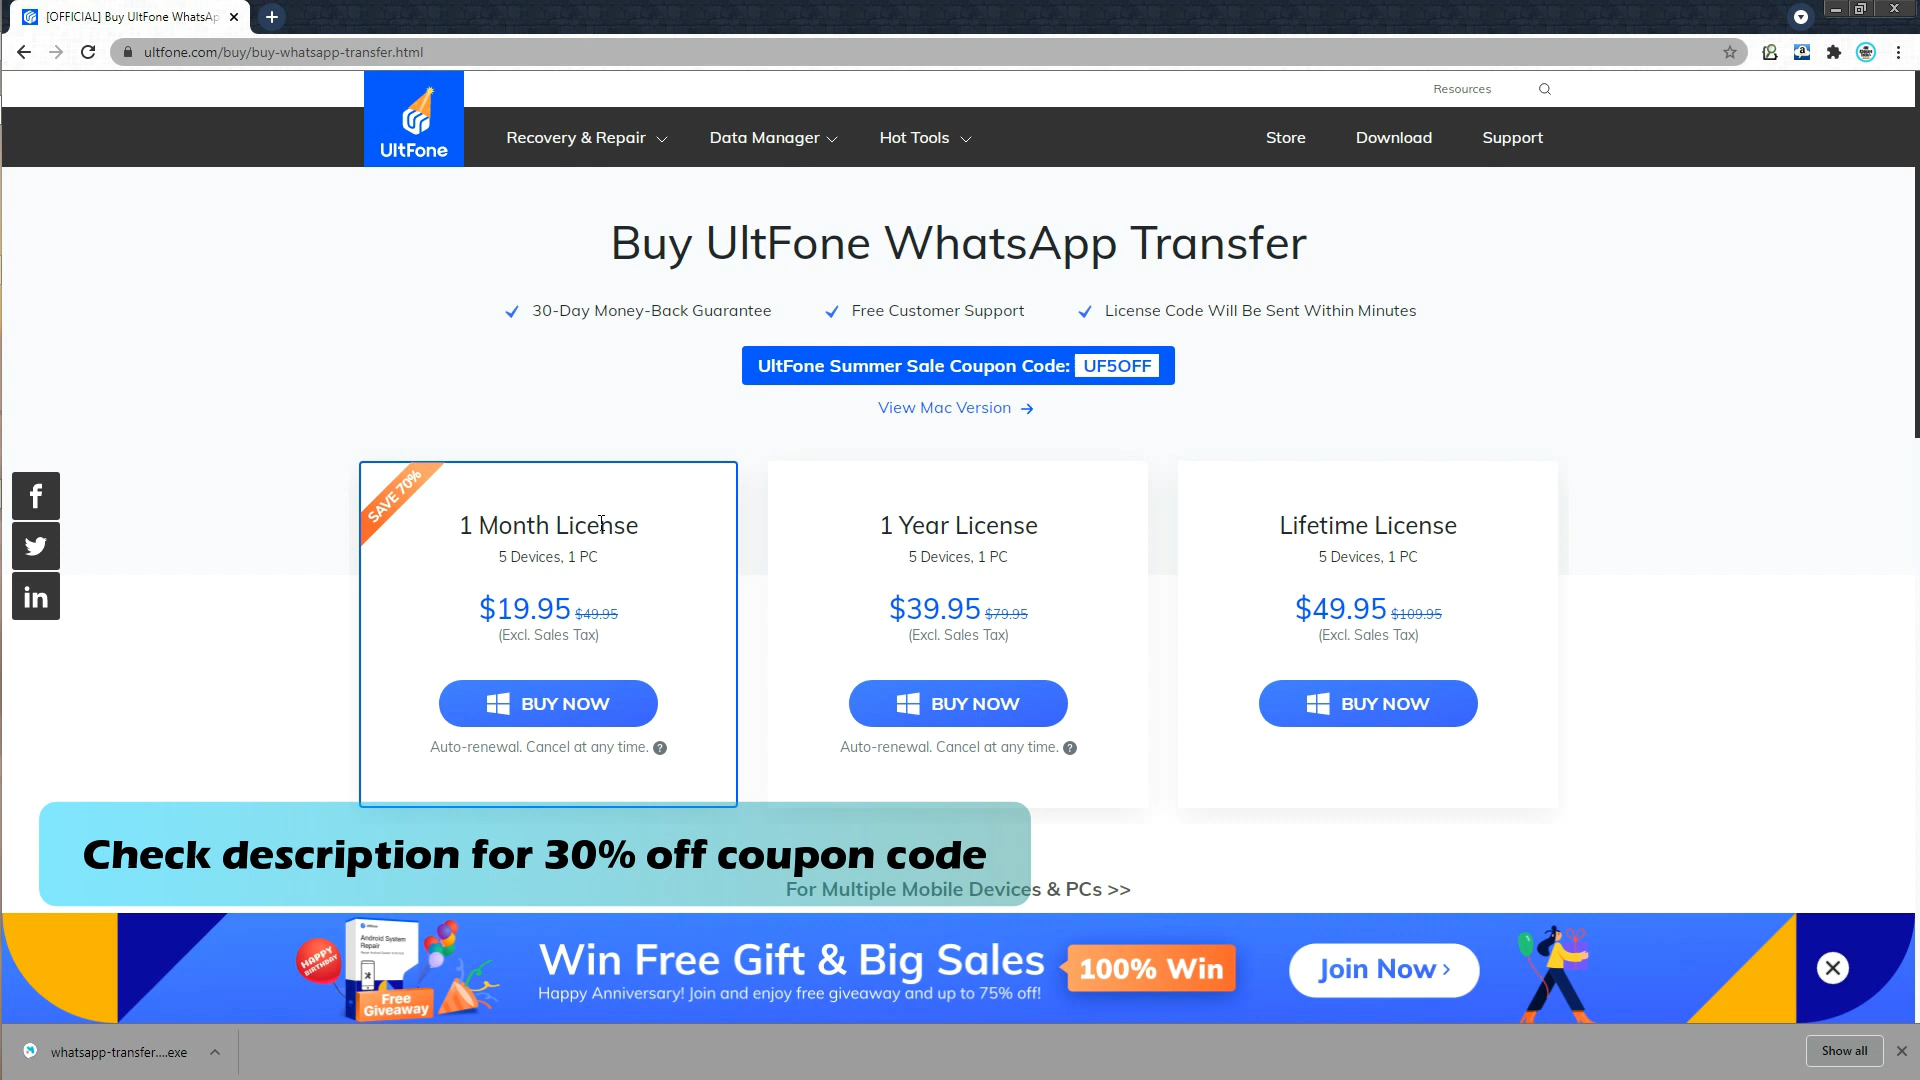 [OFFICIAL] Buy UltFone WhatsAp
ultfone.com/buy/buy-whatsapp-transfer.html
Resources
UltFone
Recovery & Repair
Data Manager
Hot Tools
Store
Download
Support
Buy UltFone WhatsApp Transfer
30-Day Money-Back Guarantee
Free Customer Support
License Code Will Be Sent Within Minutes
UltFone Summer Sale Coupon Code: UF5OFF
View Mac Version →
SAVE 70%
1 Month License
5 Devices, 1 PC
$19.95 $49.95
(Excl. Sales Tax)
BUY NOW
Auto-renewal. Cancel at any time. ?
1 Year License
5 Devices, 1 PC
$39.95 $79.95
(Excl. Sales Tax)
BUY NOW
Auto-renewal. Cancel at any time. ?
Lifetime License
5 Devices, 1 PC
$49.95 $109.95
(Excl. Sales Tax)
BUY NOW
Check description for 30% off coupon code
For Multiple Mobile Devices & PCs >>
HAPPY
BIRTHDAY
Android System
Repair
Free
Giveaway
Win Free Gift & Big Sales
Happy Anniversary! Join and enjoy free giveaway and up to 75% off!
100% Win
Join Now ›
whatsapp-transfer....exe
Show all